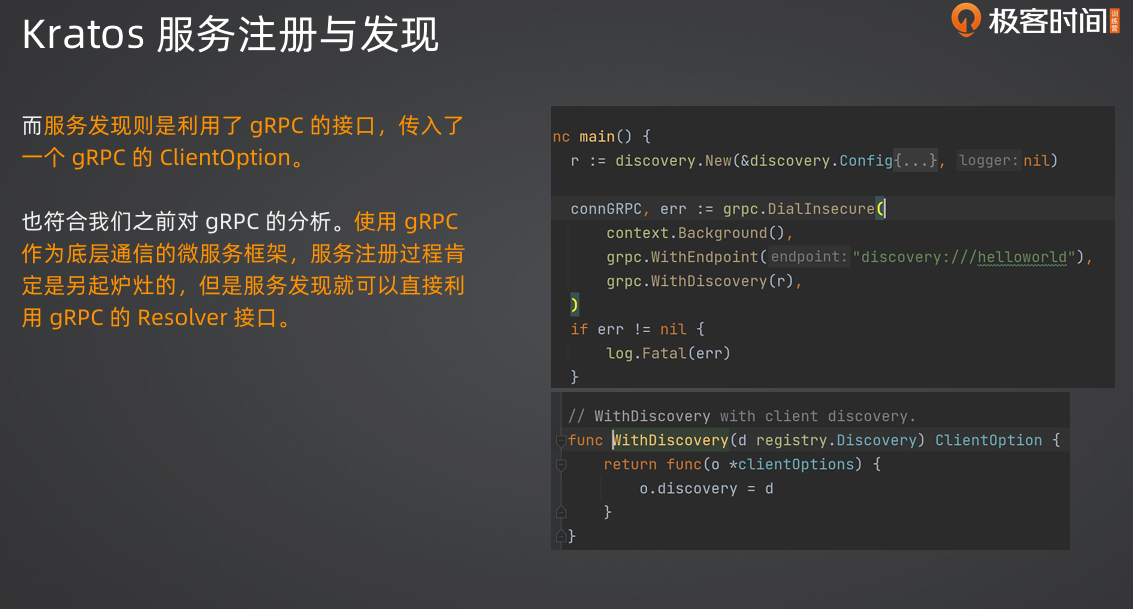 Kratos 服务注册与发现
极客时间
训练营
而服务发现则是利用了 gRPC 的接口，传入了
一个 gRPC 的 ClientOption。
也符合我们之前对 gRPC 的分析。使用 gRPC
作为底层通信的微服务框架，服务注册过程肯
定是另起炉灶的，但是服务发现就可以直接利
用 gRPC 的 Resolver 接口。
nc main() {
r := discovery.New(&discovery.Config{...}, logger: nil)
connGRPC, err := grpc.DialInsecure(
context.Background(),
grpc.WithEndpoint( endpoint: "discovery:///helloworld"),
grpc.WithDiscovery(r),
)
if err != nil {
log.Fatal(err)
}
// WithDiscovery with client discovery.
func WithDiscovery(d registry.Discovery) ClientOption {
return func(o *clientOptions) {
o.discovery = d
}
}